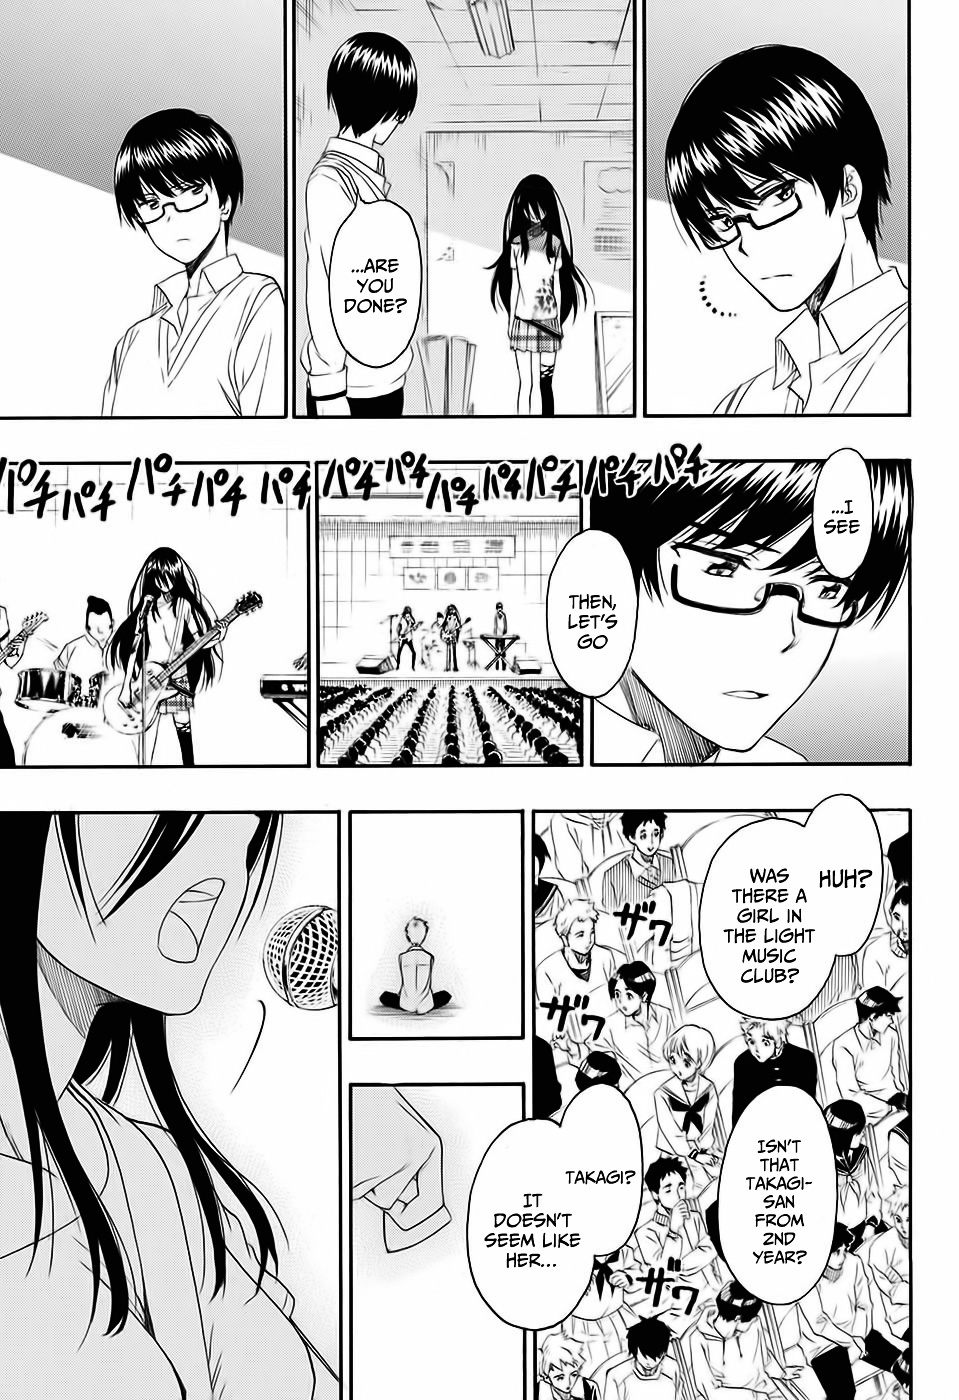 ...ARE
YOU
DONE?
...I
SEE
THEN,
LET'S
GO
パチ パチ パチ パチ パチ パチ パチ
パチ パチ パチ パチ パチ
HUH?
WAS
THERE A
GIRL IN
THE LIGHT
MUSIC
CLUB?
ザワ
ザワ
ISN'T
THAT
TAKAGI-
SAN
FROM
2ND
YEAR?
TAKAGI?
IT
DOESN'T
SEEM LIKE
HER...
ザワ